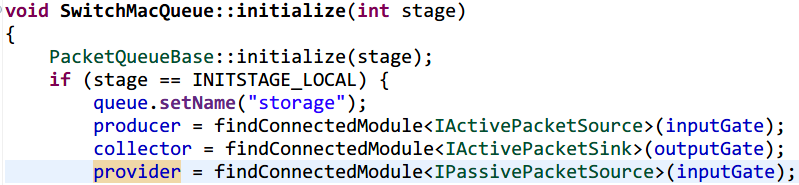 void SwitchMacQueue::initialize(int stage)
{
    PacketQueueBase::initialize(stage);
    if (stage == INITSTAGE_LOCAL) {
        queue.setName("storage");
        producer = findConnectedModule<IActivePacketSource>(inputGate);
        collector = findConnectedModule<IActivePacketSink>(outputGate);
        provider = findConnectedModule<IPassivePacketSource>(inputGate);